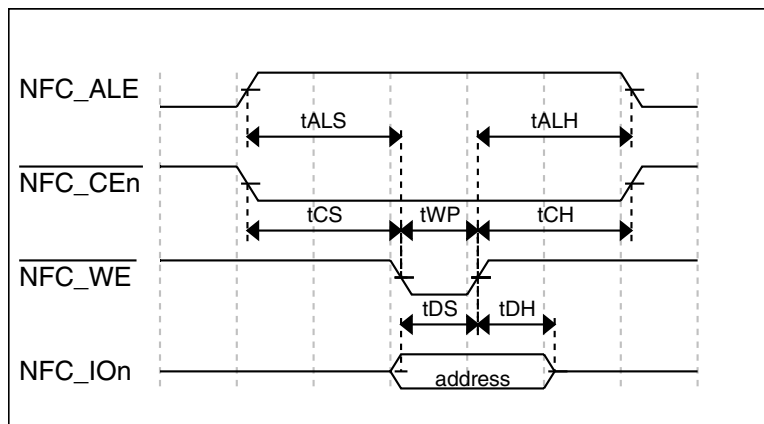 NFC_ALE
tALS tALH
NFC_CEn
tCS tWP tCH
NFC_WE
tDS tDH
NFC_IOn address